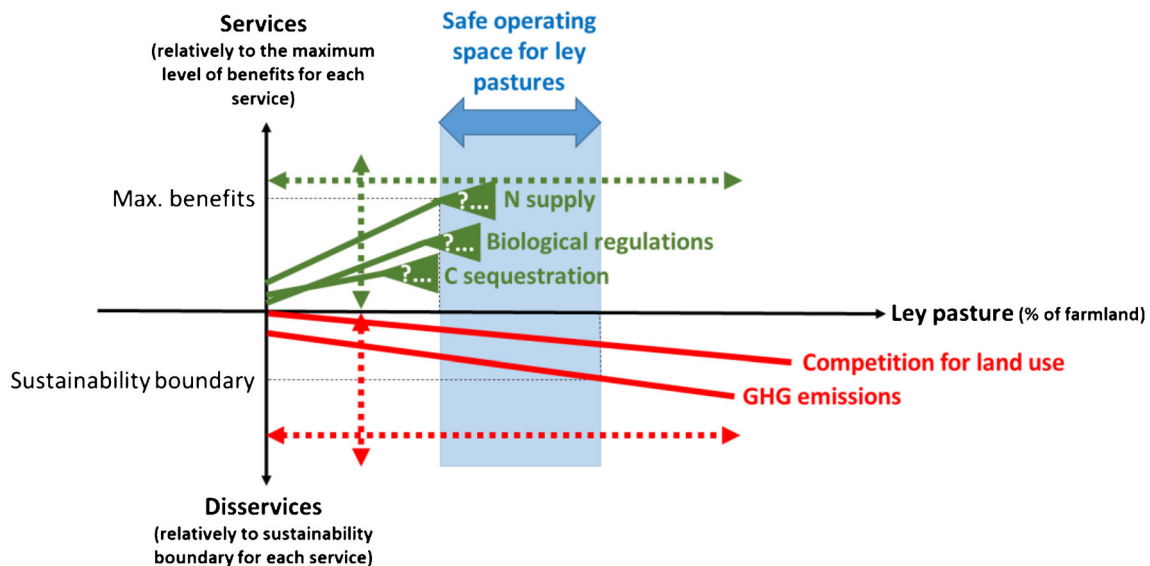 Services
(relatively to the maximum
level of benefits for each
service)
Safe operating
space for ley
pastures
Max. benefits
?... N supply
?... Biological regulations
?... C sequestration
Ley pasture (% of farmland)
Competition for land use
Sustainability boundary
GHG emissions
Disservices
(relatively to sustainability
boundary for each service)